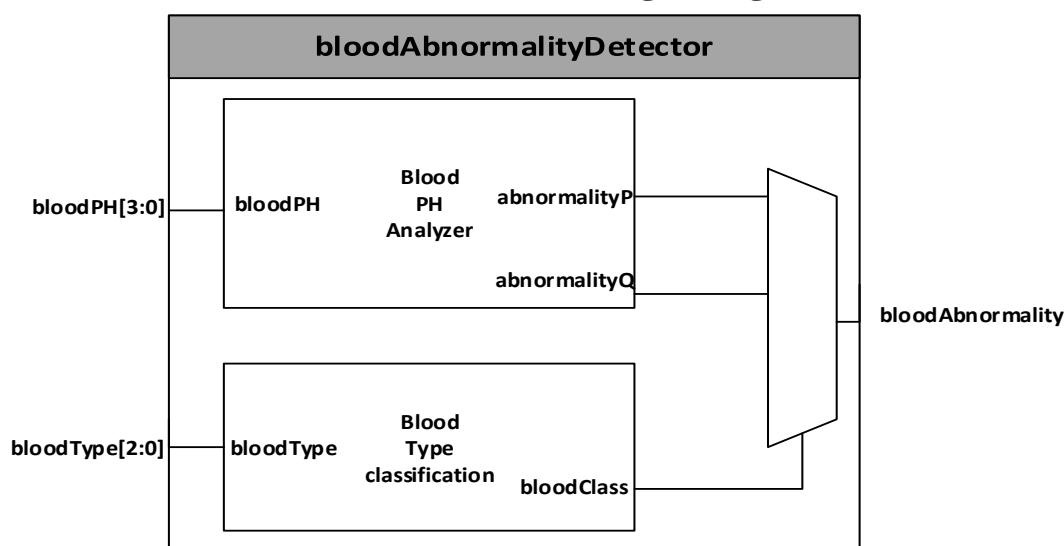 bloodAbnormalityDetector
bloodPH[3:0]
bloodPH
Blood
PH
Analyzer
abnormalityP
abnormalityQ
bloodAbnormality
bloodType[2:0]
bloodType
Blood
Type
classification
bloodClass